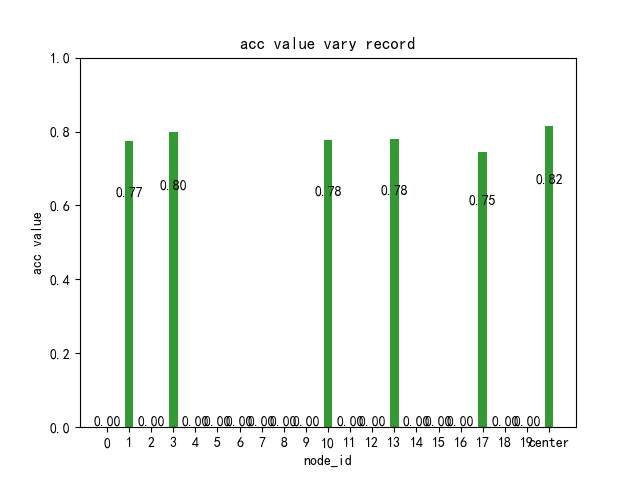 acc value vary record
1.0
0.8
0.6
0.4
0.2
0.0
acc value
0.00 0.77 0.00 0.80 0.00 0.00 0.00 0.00 0.00 0.00 0.78 0.00 0.00 0.78 0.00 0.00 0.00 0.75 0.00 0.00 0.82
0 1 2 3 4 5 6 7 8 9 10 11 12 13 14 15 16 17 18 19 center
node_id